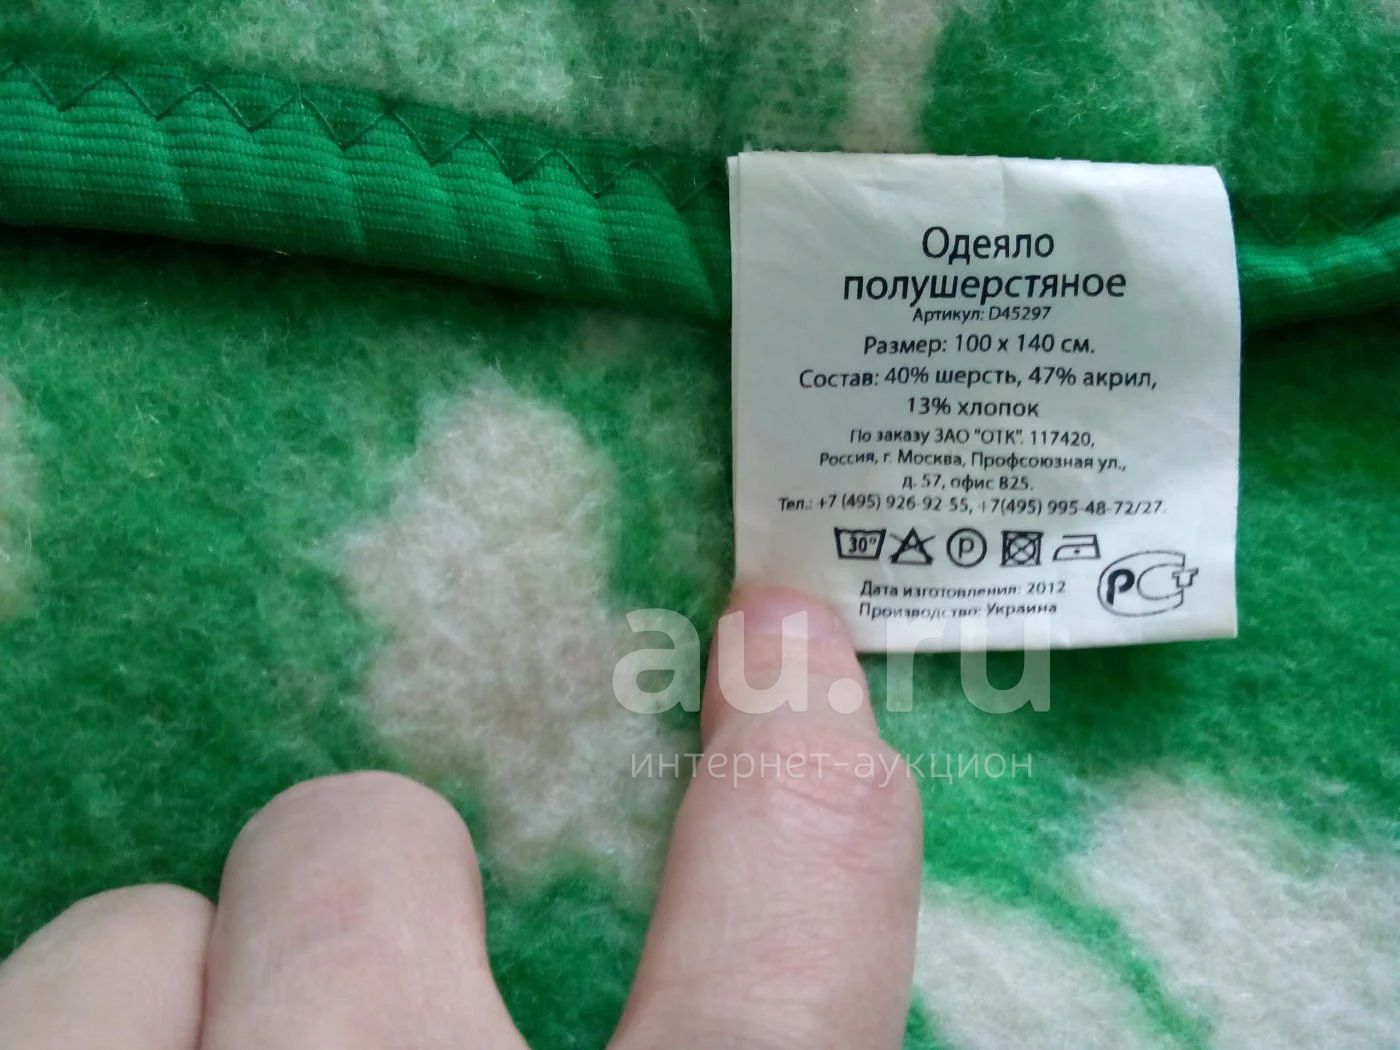 Одеяло
полушерстяное
Артикул: D45297
Размер: 100 x 140 см.
Состав: 40% шерсть, 47% акрил,
13% хлопок
По заказу ЗАО "ОТК". 117420,
Россия, г. Москва, Профсоюзная ул.,
д. 57, офис 825.
Тел.: +7 (495) 926-92-55, +7(495) 995-48-72/27.
30° P
Дата изготовления: 2012
Производство: Украина
РСТ
au.ru
интернет-аукцион